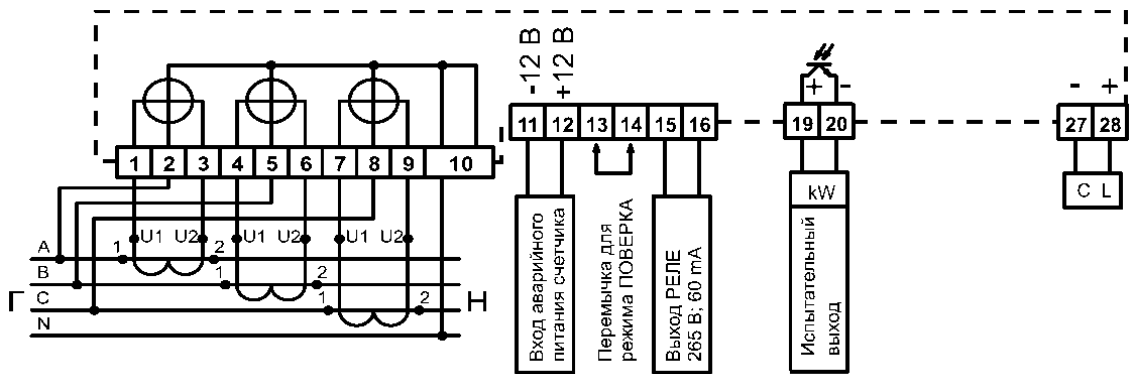 -12 В
+12 В
+ -
- +
1 2 3 4 5 6 7 8 9 10
11 12 13 14 15 16
19 20
27 28
kW
C L
U1 U2 U1 U2 U1 U2
A 1 2
B 1 2
C 1 2
N
Г Н
Вход аварийного
питания счетчика
Перемычка для
режима ПОВЕРКА
Выход РЕЛЕ
265 В; 60 mA
Испытательный
выход